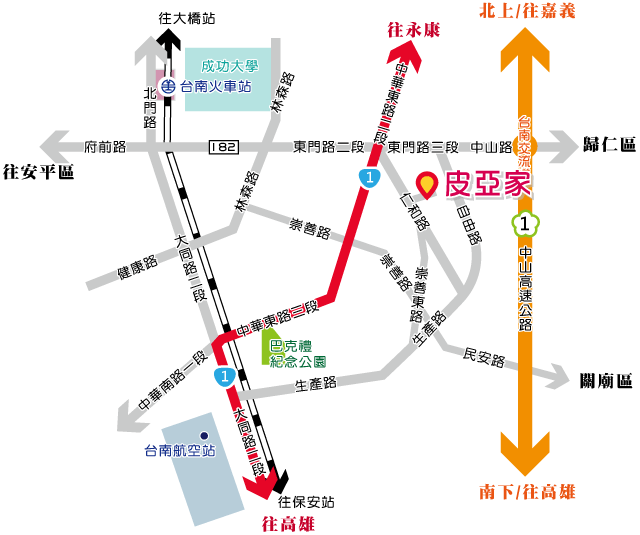 北上/往嘉義
往大橋站
往永康
成功大學
台南火車站
林森路
北門路
中華東路一段
台南交流
府前路
182
東門路二段
東門路三段
中山路
歸仁區
往安平區
1
皮亞家
林森路
仁和路
自由路
崇善路
1
大同路二段
健康路
崇善路
崇善東路
中山高速公路
中華東路三段
生產路
巴克禮
紀念公園
民安路
中華南路一段
1
生產路
關廟區
大同路二段
台南航空站
往保安站
南下/往高雄
往高雄